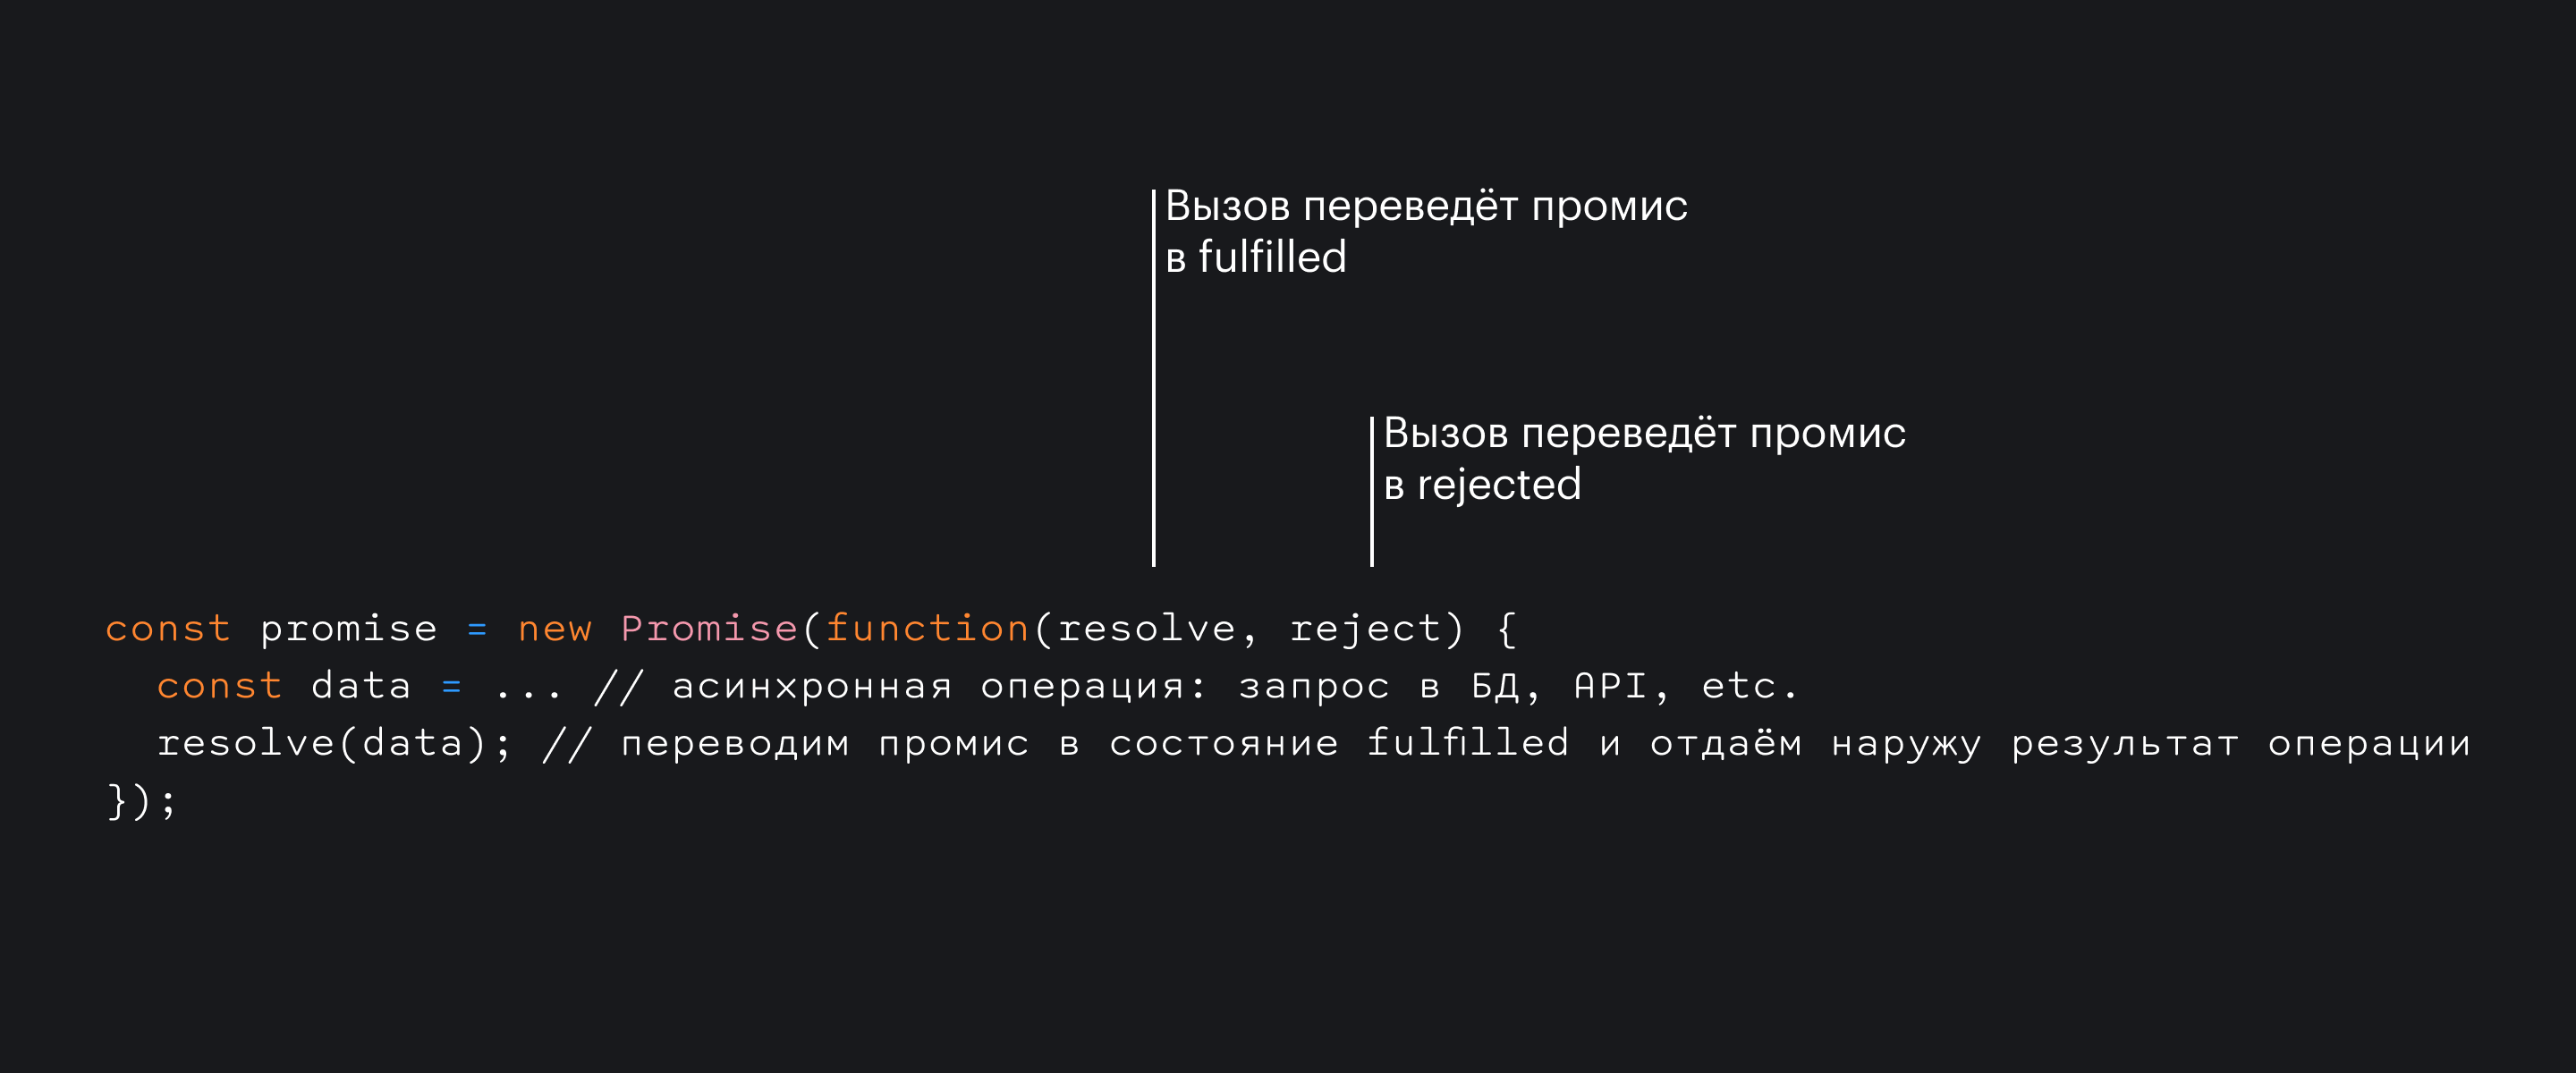 Вызов переведёт промис
в fulfilled
Вызов переведёт промис
в rejected
const promise = new Promise(function(resolve, reject) {
  const data = ... // асинхронная операция: запрос в БД, API, etc.
  resolve(data); // переводим промис в состояние fulfilled и отдаём наружу результат операции
});